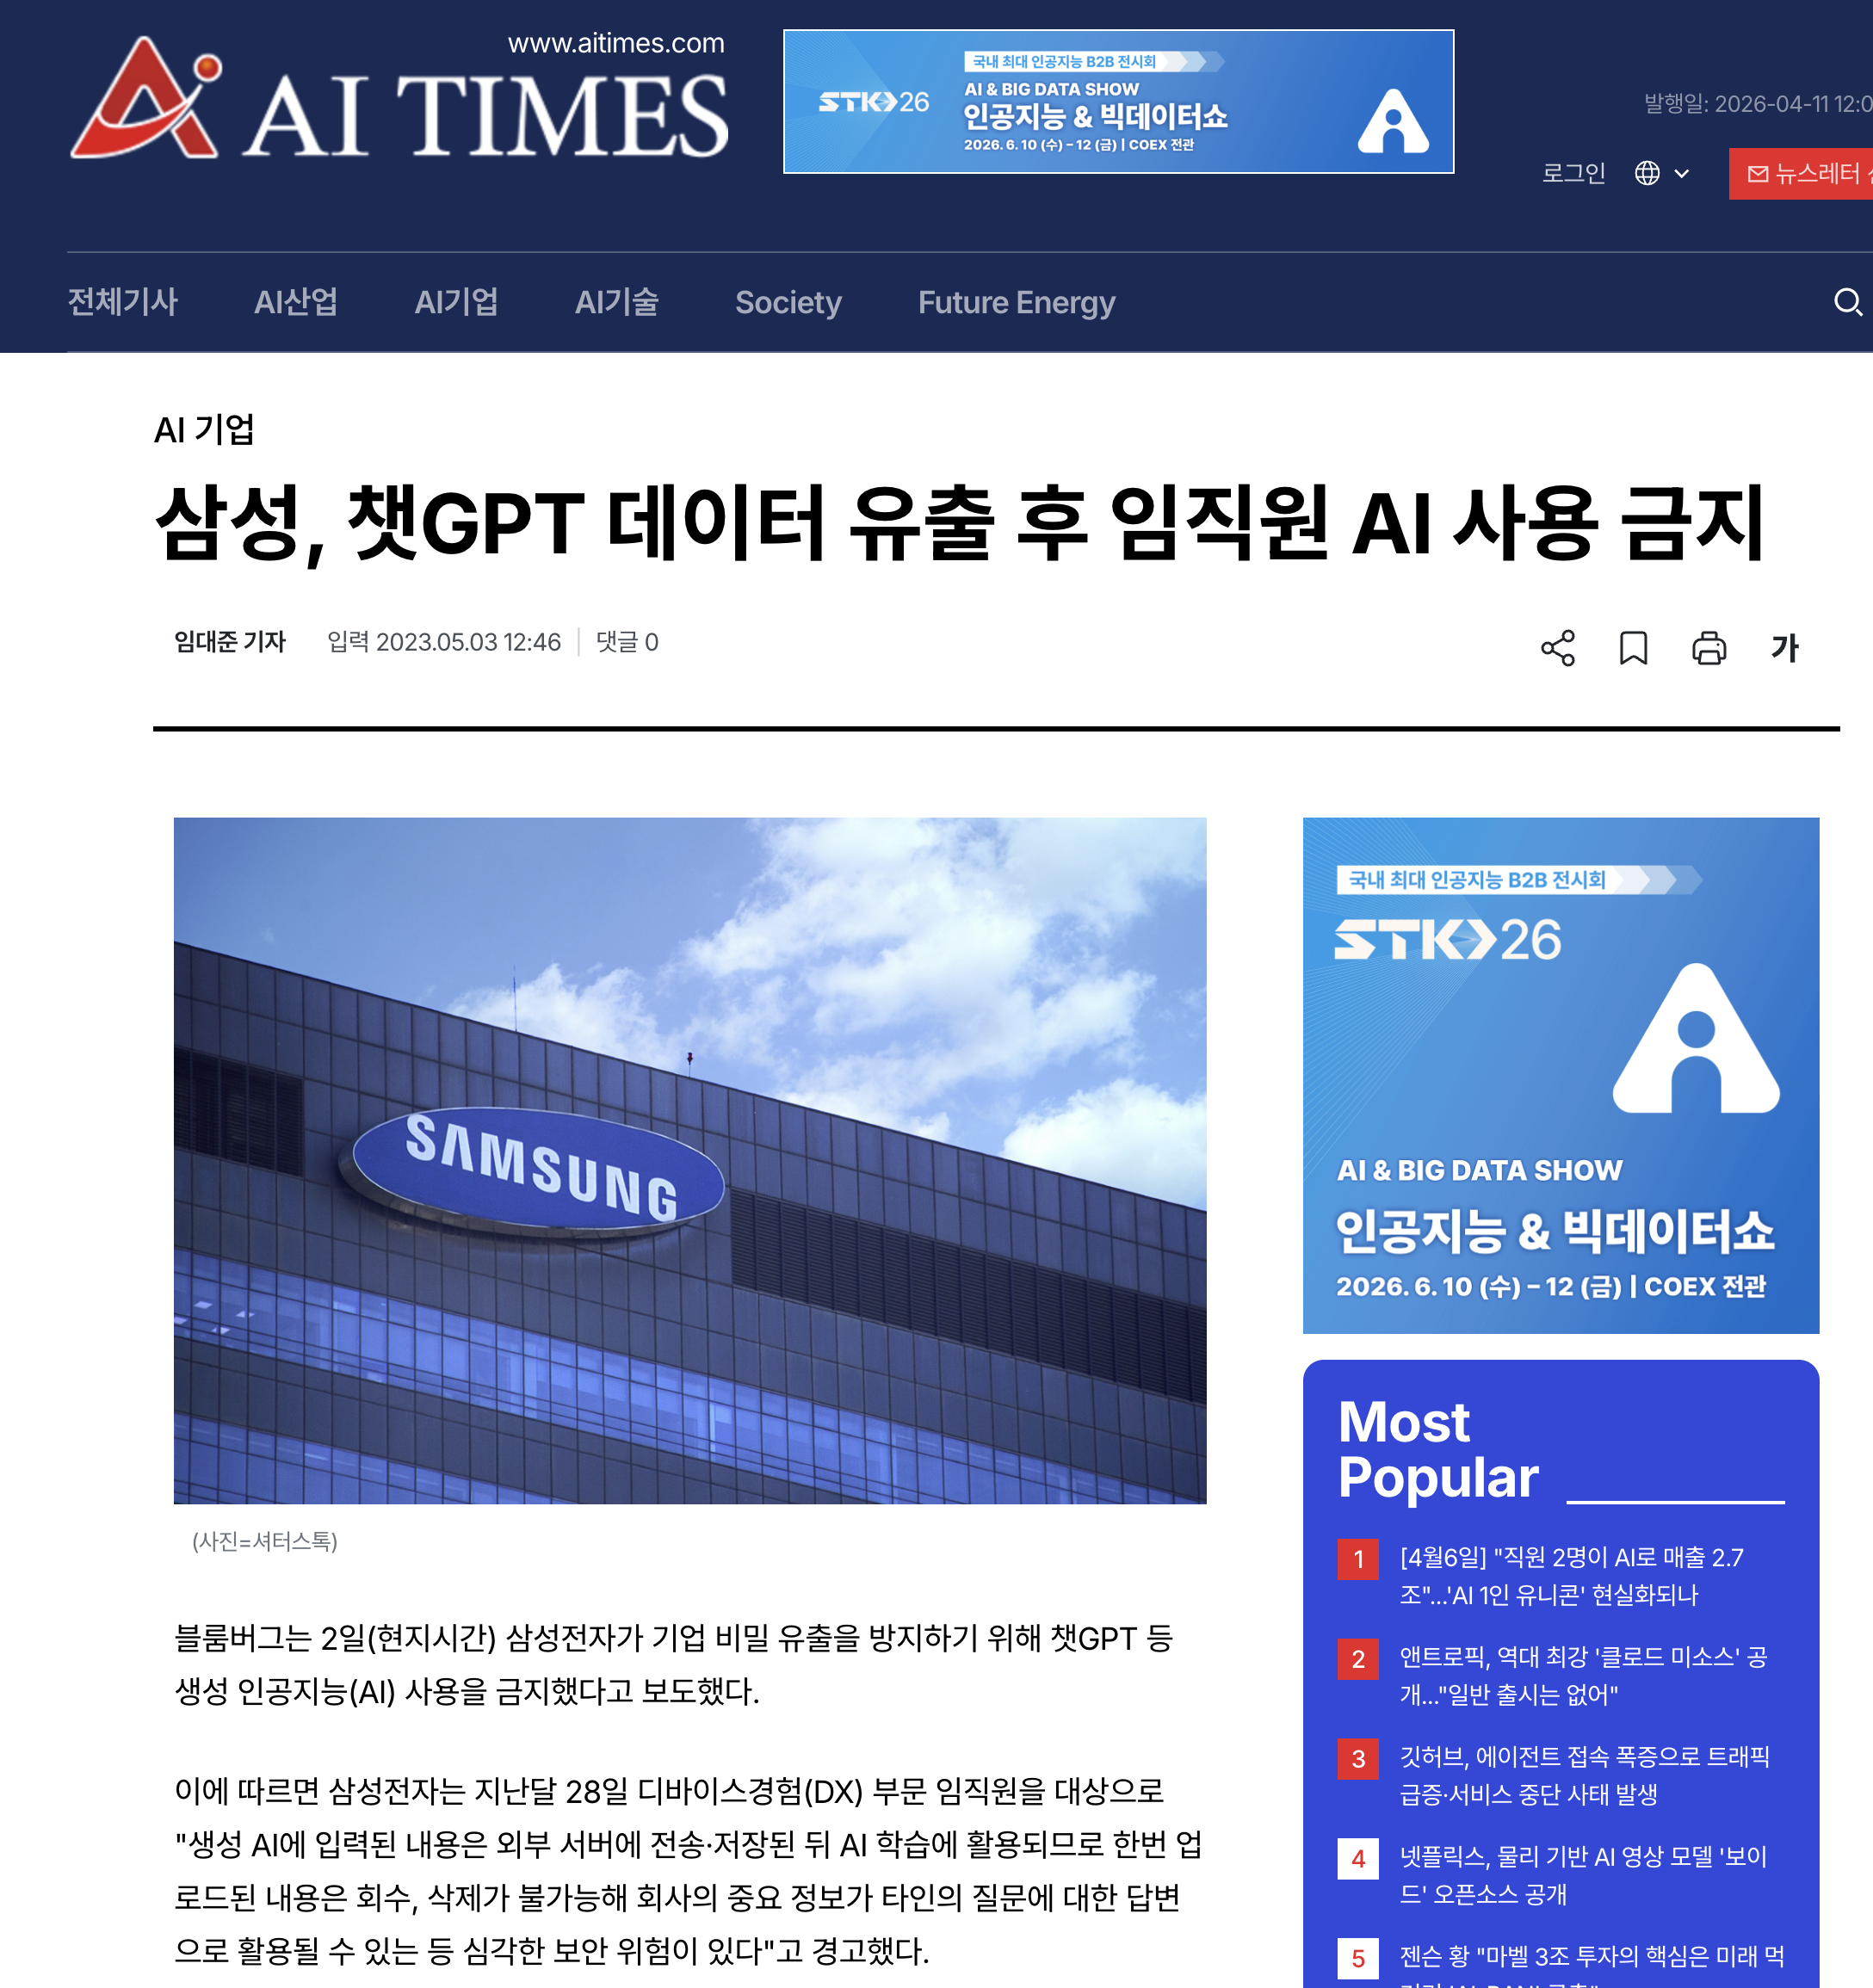 www.aitimes.com
AI TIMES
국내 최대 인공지능 B2B 전시회
STK 26
AI & BIG DATA SHOW
인공지능 & 빅데이터쇼
2026. 6. 10 (수) – 12 (금) | COEX 전관
발행일: 2026-04-11 12:0
로그인
뉴스레터
전체기사 AI산업 AI기업 AI기술 Society Future Energy
AI 기업
삼성, 챗GPT 데이터 유출 후 임직원 AI 사용 금지
임대준 기자 입력 2023.05.03 12:46 댓글 0
가
SAMSUNG
(사진=셔터스톡)
블룸버그는 2일(현지시간) 삼성전자가 기업 비밀 유출을 방지하기 위해 챗GPT 등
생성 인공지능(AI) 사용을 금지했다고 보도했다.
이에 따르면 삼성전자는 지난달 28일 디바이스경험(DX) 부문 임직원을 대상으로
"생성 AI에 입력된 내용은 외부 서버에 전송·저장된 뒤 AI 학습에 활용되므로 한번 업
로드된 내용은 회수, 삭제가 불가능해 회사의 중요 정보가 타인의 질문에 대한 답변
으로 활용될 수 있는 등 심각한 보안 위험이 있다"고 경고했다.
국내 최대 인공지능 B2B 전시회
STK 26
AI & BIG DATA SHOW
인공지능 & 빅데이터쇼
2026. 6. 10 (수) – 12 (금) | COEX 전관
Most
Popular
1 [4월6일] "직원 2명이 AI로 매출 2.7
조"...'AI 1인 유니콘' 현실화되나
2 앤트로픽, 역대 최강 '클로드 미소스' 공
개..."일반 출시는 없어"
3 깃허브, 에이전트 접속 폭증으로 트래픽
급증·서비스 중단 사태 발생
4 넷플릭스, 물리 기반 AI 영상 모델 '보이
드' 오픈소스 공개
5 젠슨 황 "마벨 3조 투자의 핵심은 미래 먹